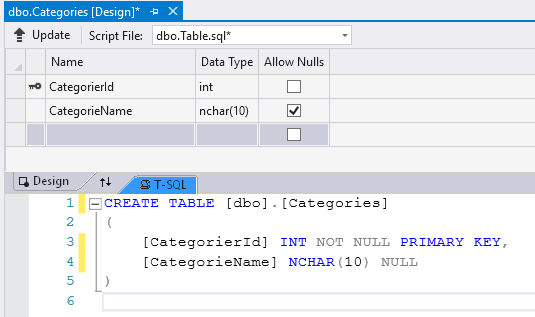 dbo.Categories [Design]*
Update Script File: dbo.Table.sql*
Name Data Type Allow Nulls
CategorierId int
CategorieName nchar(10)
Design T-SQL
1 CREATE TABLE [dbo].[Categories]
2 (
3 [CategorierId] INT NOT NULL PRIMARY KEY,
4 [CategorieName] NCHAR(10) NULL
5 )
6